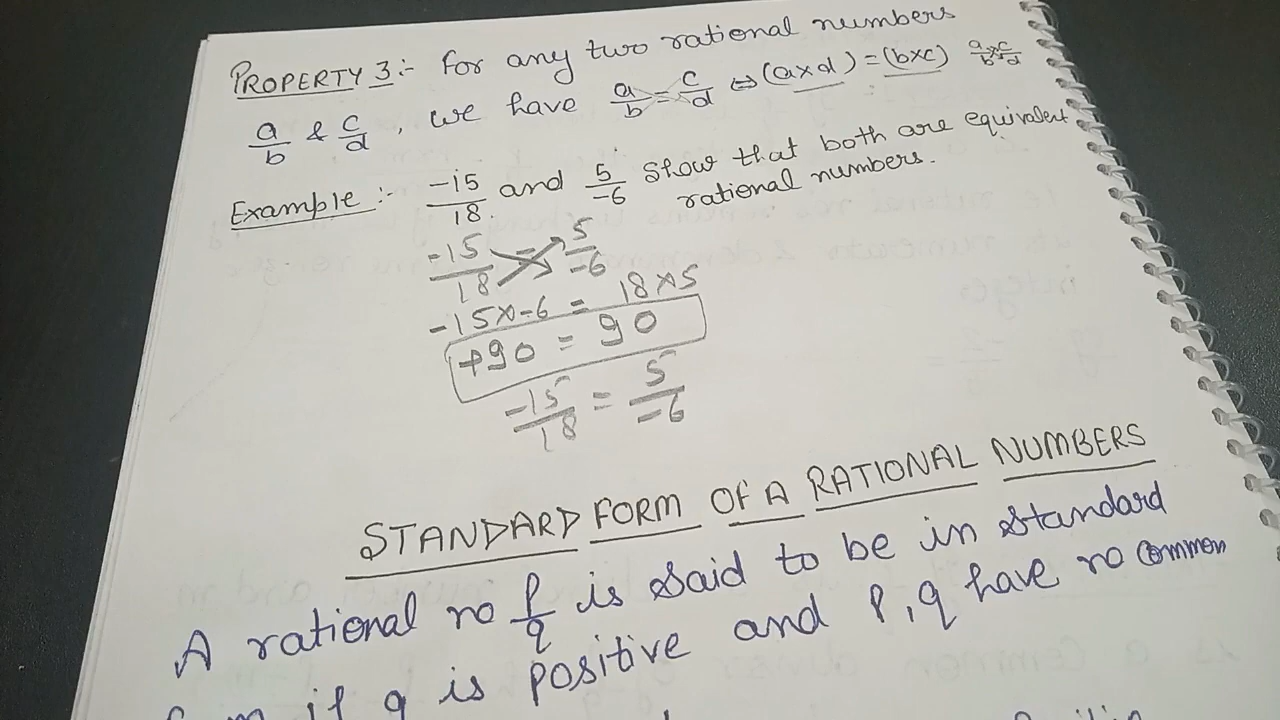 PROPERTY 3:- for any two rational numbers
a/b & c/d, we have a/b = c/d ⇔ (a×d) = (b×c) a/b × c/d
Example:- -15/18. and 5/-6 show that both are equivalent
rational numbers.
-15/18 = 5/-6
-15×-6 = 18×5
+90 = 90
-15/18 = 5/-6
STANDARD FORM OF A RATIONAL NUMBERS
A rational no p/q is said to be in standard
if q is positive and p, q have no common